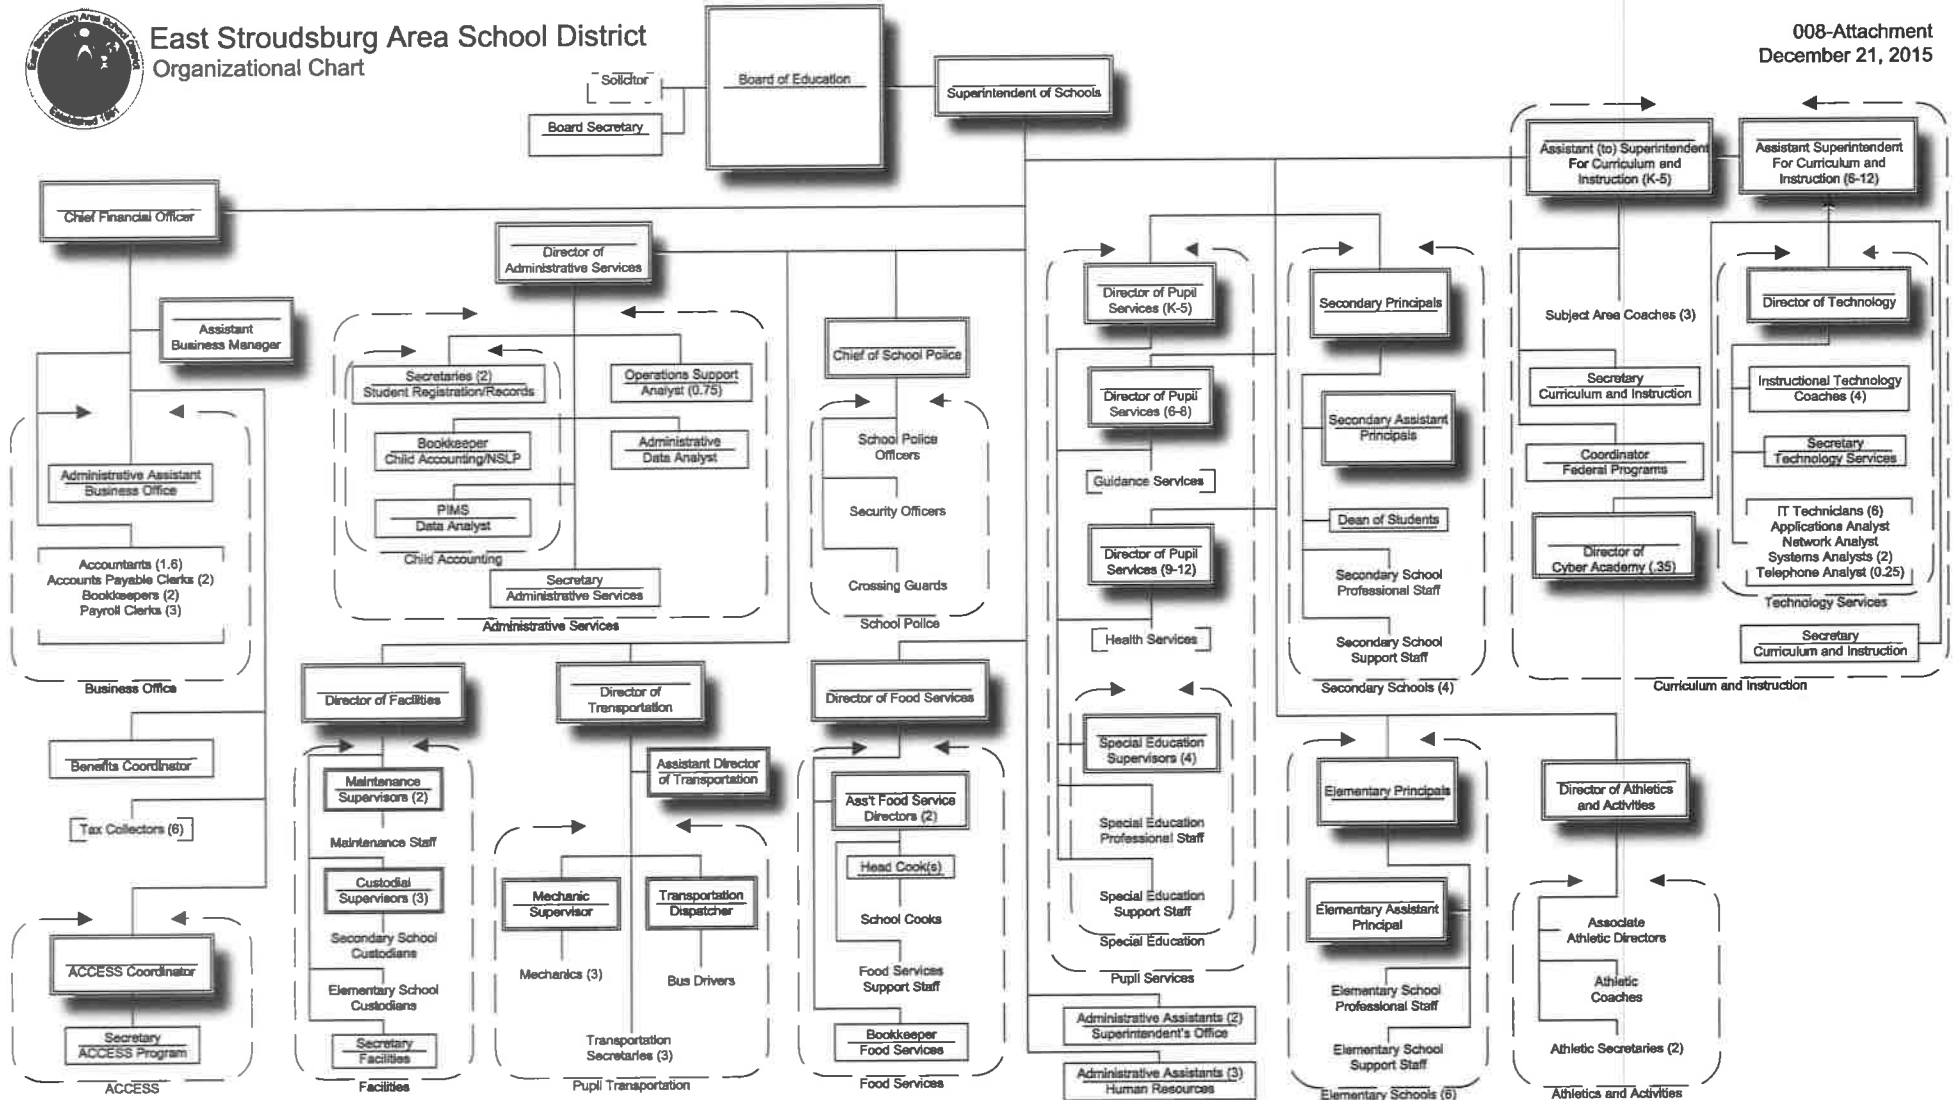 East Stroudsburg Area School District
Organizational Chart
008-Attachment
December 21, 2015
East Stroudsburg Area School District
Established 1891
Solicitor
Board Secretary
Board of Education
Superintendent of Schools
Assistant (to) Superintendent
For Curriculum and
Instruction (K-5)
Assistant Superintendent
For Curriculum and
Instruction (6-12)
Chief Financial Officer
Director of
Administrative Services
Assistant
Business Manager
Administrative Assistant
Business Office
Accountants (1.6)
Accounts Payable Clerks (2)
Bookkeepers (2)
Payroll Clerks (3)
Business Office
Benefits Coordinator
Tax Collectors (6)
ACCESS Coordinator
Secretary
ACCESS Program
ACCESS
Secretaries (2)
Student Registration/Records
Operations Support
Analyst (0.75)
Bookkeeper
Child Accounting/NSLP
Administrative
Data Analyst
PIMS
Data Analyst
Child Accounting
Secretary
Administrative Services
Administrative Services
Chief of School Police
School Police
Officers
Security Officers
Crossing Guards
School Police
Director of Facilities
Maintenance
Supervisors (2)
Maintenance Staff
Custodial
Supervisors (3)
Secondary School
Custodians
Elementary School
Custodians
Secretary
Facilities
Facilities
Director of
Transportation
Assistant Director
of Transportation
Mechanic
Supervisor
Transportation
Dispatcher
Mechanics (3)
Bus Drivers
Transportation
Secretaries (3)
Pupil Transportation
Director of Food Services
Ass't Food Service
Directors (2)
Head Cook(s)
School Cooks
Food Services
Support Staff
Bookkeeper
Food Services
Food Services
Director of Pupil
Services (K-5)
Director of Pupil
Services (6-8)
Guidance Services
Director of Pupil
Services (9-12)
Health Services
Special Education
Supervisors (4)
Special Education
Professional Staff
Special Education
Support Staff
Special Education
Pupil Services
Administrative Assistants (2)
Superintendent's Office
Administrative Assistants (3)
Human Resources
Secondary Principals
Secondary Assistant
Principals
Dean of Students
Secondary School
Professional Staff
Secondary School
Support Staff
Secondary Schools (4)
Elementary Principals
Elementary Assistant
Principal
Elementary School
Professional Staff
Elementary School
Support Staff
Elementary Schools (6)
Subject Area Coaches (3)
Secretary
Curriculum and Instruction
Coordinator
Federal Programs
Director of
Cyber Academy (.35)
Director of Technology
Instructional Technology
Coaches (4)
Secretary
Technology Services
IT Technicians (6)
Applications Analyst
Network Analyst
Systems Analysts (2)
Telephone Analyst (0.25)
Technology Services
Secretary
Curriculum and Instruction
Curriculum and Instruction
Director of Athletics
and Activities
Associate
Athletic Directors
Athletic
Coaches
Athletic Secretaries (2)
Athletics and Activities